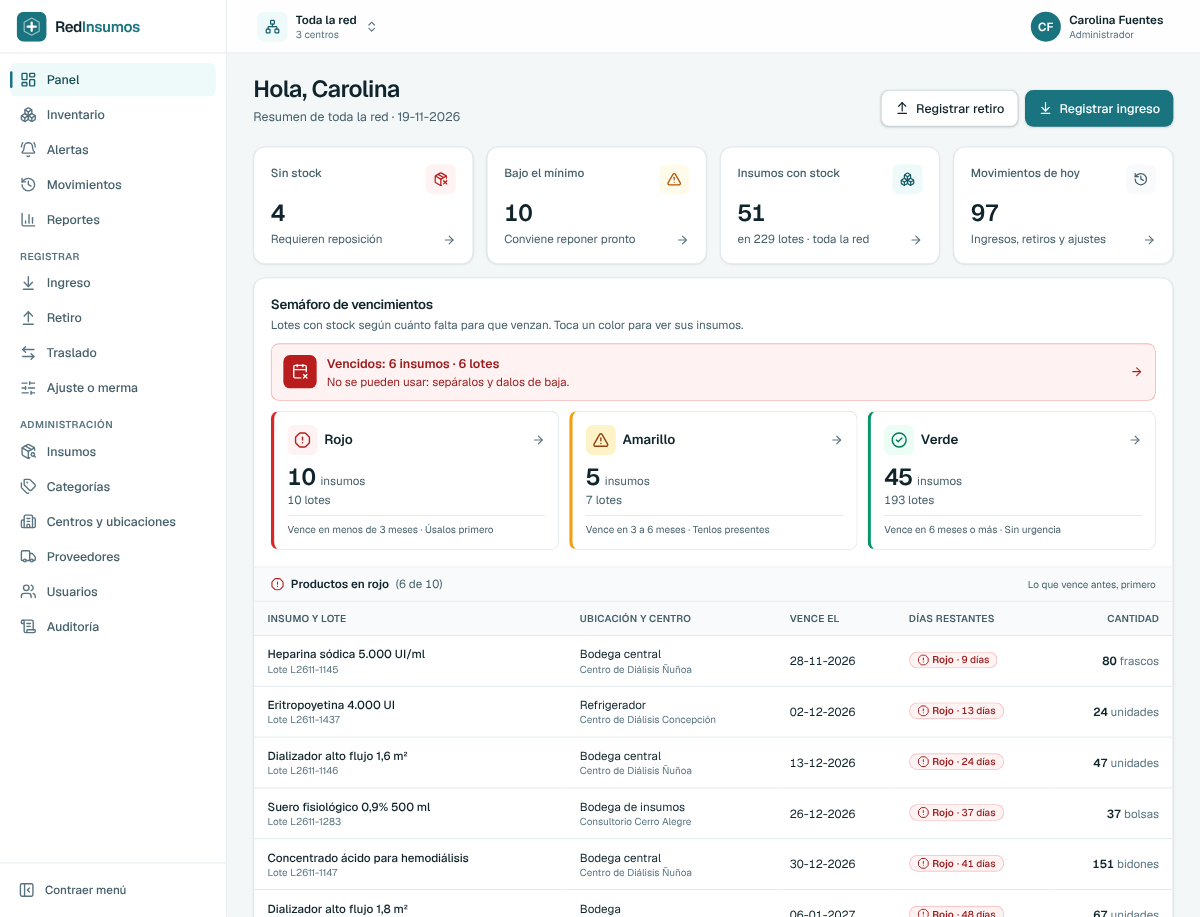 RedInsumos
Toda la red
3 centros
CF
Carolina Fuentes
Administrador
Panel
Inventario
Alertas
Movimientos
Reportes
REGISTRAR
Ingreso
Retiro
Traslado
Ajuste o merma
ADMINISTRACIÓN
Insumos
Categorías
Centros y ubicaciones
Proveedores
Usuarios
Auditoría
Contraer menú
Hola, Carolina
Resumen de toda la red · 19-11-2026
Registrar retiro
Registrar ingreso
Sin stock
4
Requieren reposición
Bajo el mínimo
10
Conviene reponer pronto
Insumos con stock
51
en 229 lotes · toda la red
Movimientos de hoy
97
Ingresos, retiros y ajustes
Semáforo de vencimientos
Lotes con stock según cuánto falta para que venzan. Toca un color para ver sus insumos.
Vencidos: 6 insumos · 6 lotes
No se pueden usar: sepáralos y dalos de baja.
Rojo
10 insumos
10 lotes
Vence en menos de 3 meses · Úsalos primero
Amarillo
5 insumos
7 lotes
Vence en 3 a 6 meses · Tenlos presentes
Verde
45 insumos
193 lotes
Vence en 6 meses o más · Sin urgencia
Productos en rojo (6 de 10)
Lo que vence antes, primero
INSUMO Y LOTE UBICACIÓN Y CENTRO VENCE EL DÍAS RESTANTES CANTIDAD
Heparina sódica 5.000 UI/ml Bodega central 28-11-2026 Rojo · 9 días 80 frascos
Lote L2611-1145 Centro de Diálisis Ñuñoa
Eritropoyetina 4.000 UI Refrigerador 02-12-2026 Rojo · 13 días 24 unidades
Lote L2611-1437 Centro de Diálisis Concepción
Dializador alto flujo 1,6 m² Bodega central 13-12-2026 Rojo · 24 días 47 unidades
Lote L2611-1146 Centro de Diálisis Ñuñoa
Suero fisiológico 0,9% 500 ml Bodega de insumos 26-12-2026 Rojo · 37 días 37 bolsas
Lote L2611-1283 Consultorio Cerro Alegre
Concentrado ácido para hemodiálisis Bodega central 30-12-2026 Rojo · 41 días 151 bidones
Lote L2611-1147 Centro de Diálisis Ñuñoa
Dializador alto flujo 1,8 m² Bodega 06-01-2027 Rojo · 48 días 67 unidades